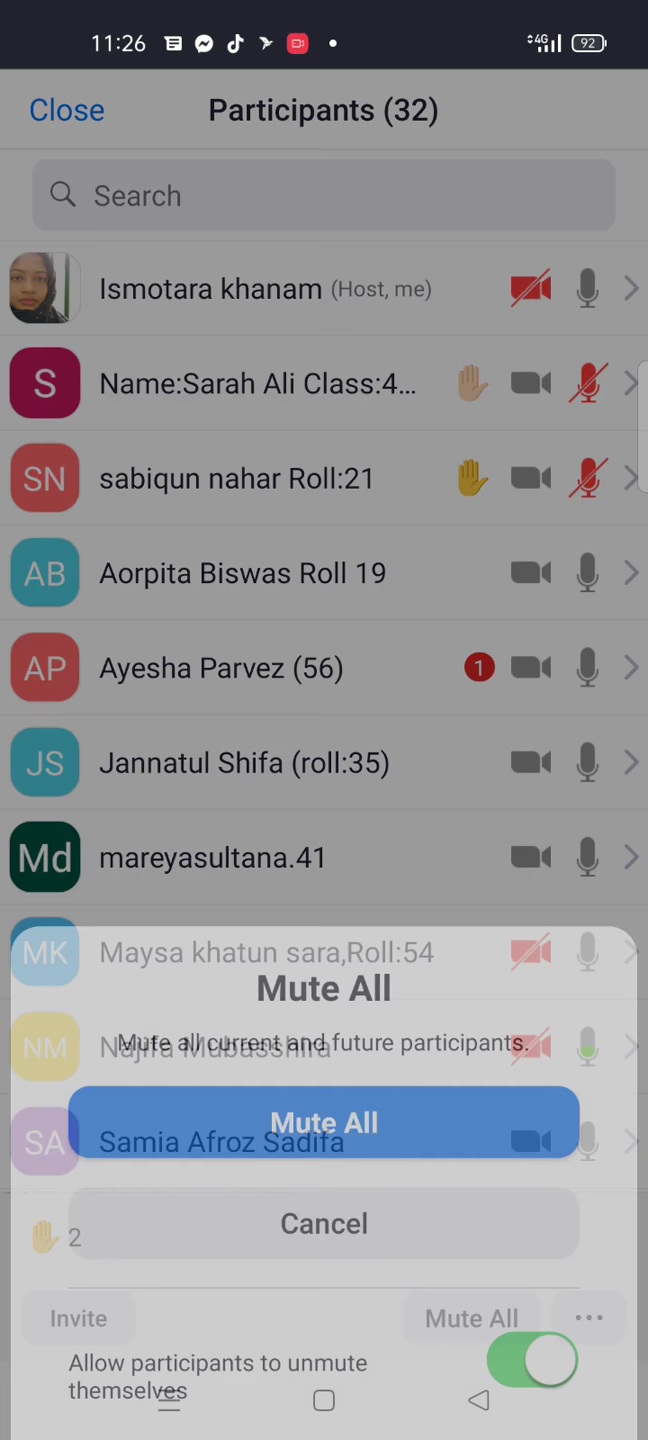 11:26 4G 92
Close Participants (32)
Search
Ismotara khanam (Host, me)
S Name:Sarah Ali Class:4...
SN sabiqun nahar Roll:21
AB Aorpita Biswas Roll 19
AP Ayesha Parvez (56) 1
JS Jannatul Shifa (roll:35)
Md mareyasultana.41
MK Maysa khatun sara,Roll:54
Mute All
NM Najifa Mubasshira
Mute all current and future participants.
Mute All
SA Samia Afroz Sadifa
Cancel
2
Invite Mute All ...
Allow participants to unmute
themselves